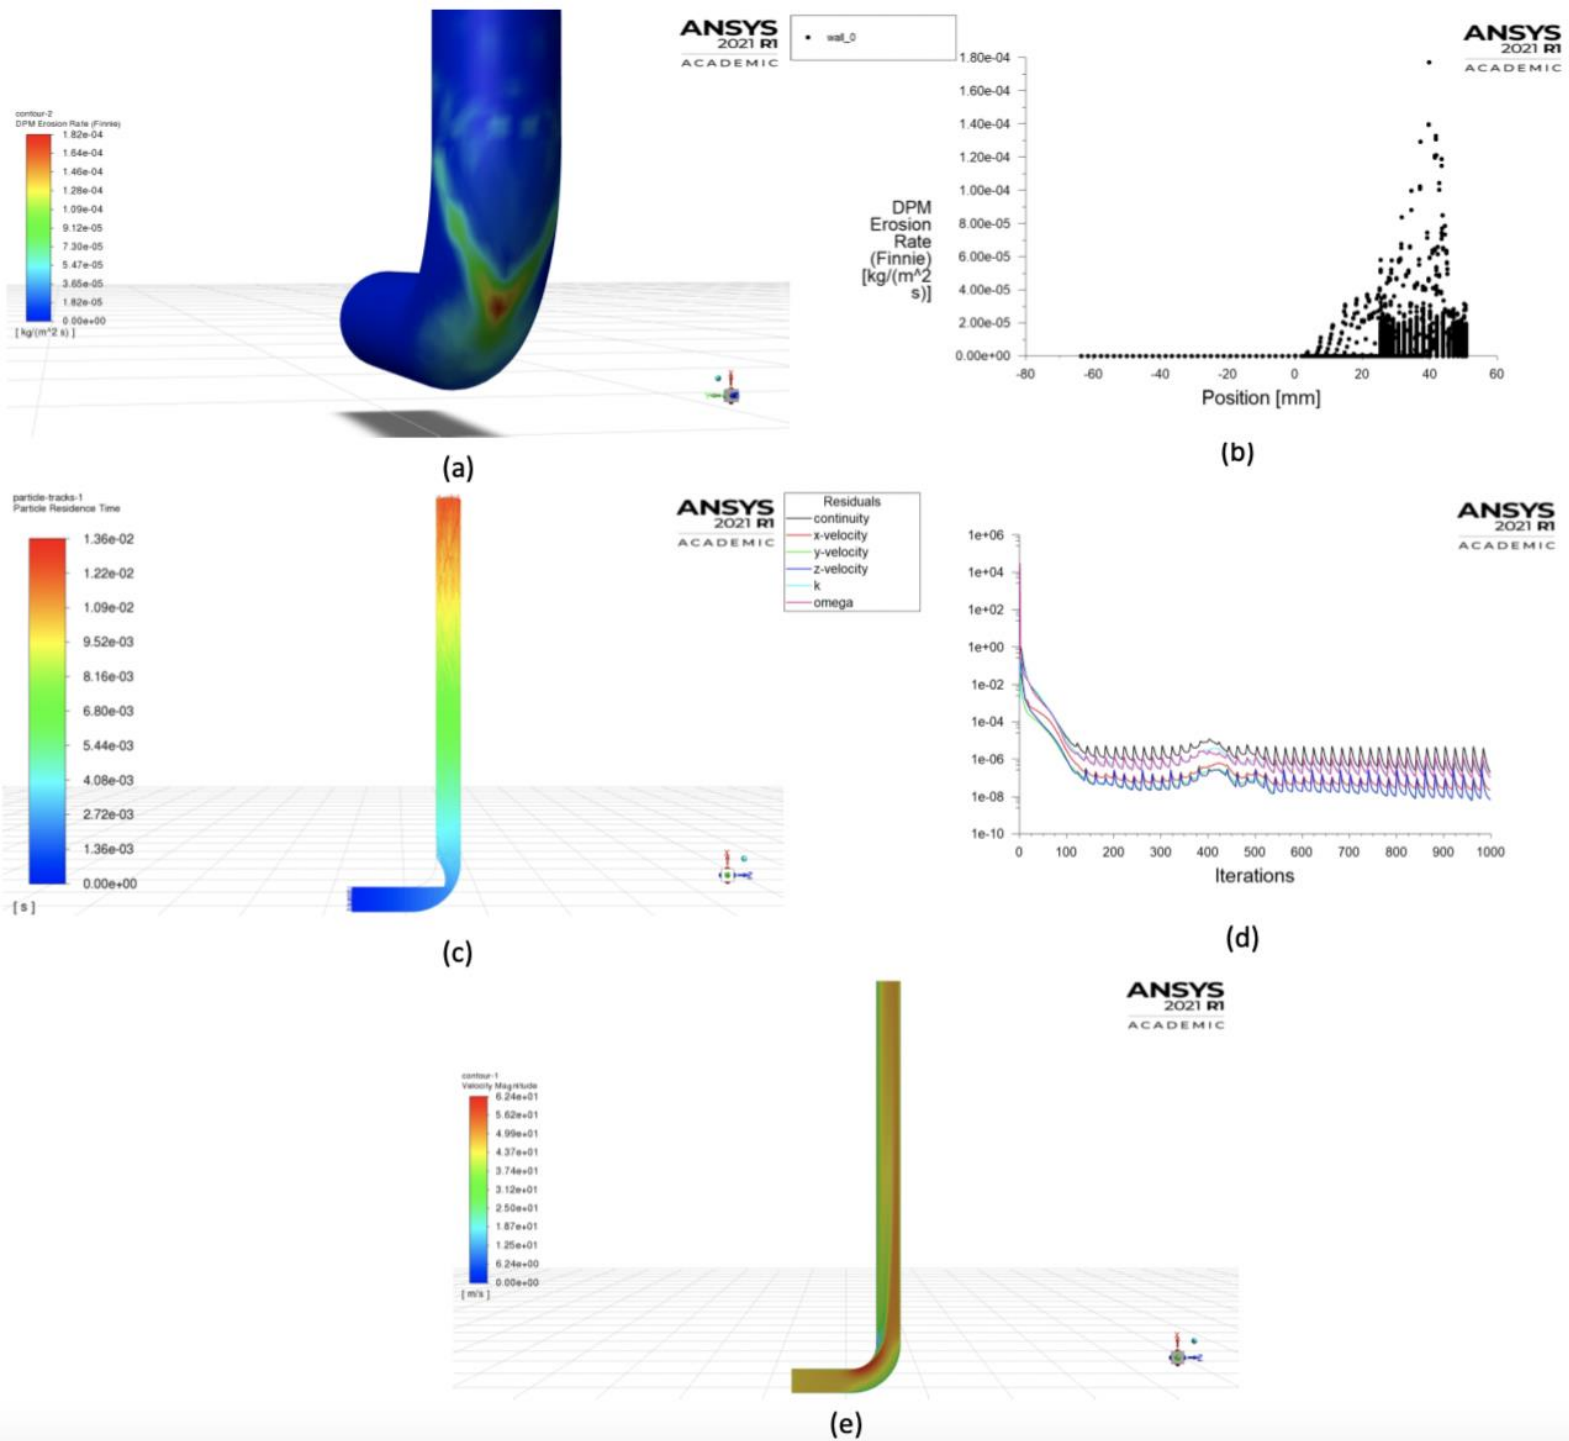 contour-2
DPM Erosion Rate (Finnie)
1.82e-04
1.64e-04
1.46e-04
1.28e-04
1.09e-04
9.12e-05
7.30e-05
5.47e-05
3.65e-05
1.82e-05
0.00e+00
[ kg/(m^2 s) ]
ANSYS
2021 R1
ACADEMIC
(a)
wall_0
ANSYS
2021 R1
ACADEMIC
1.80e-04
1.60e-04
1.40e-04
1.20e-04
1.00e-04
8.00e-05
6.00e-05
4.00e-05
2.00e-05
0.00e+00
DPM
Erosion
Rate
(Finnie)
[kg/(m^2
s)]
-80 -60 -40 -20 0 20 40 60
Position [mm]
(b)
particle-tracks-1
Particle Residence Time
1.36e-02
1.22e-02
1.09e-02
9.52e-03
8.16e-03
6.80e-03
5.44e-03
4.08e-03
2.72e-03
1.36e-03
0.00e+00
[ s ]
ANSYS
2021 R1
ACADEMIC
Z
(c)
Residuals
continuity
x-velocity
y-velocity
z-velocity
k
omega
ANSYS
2021 R1
ACADEMIC
1e+06
1e+04
1e+02
1e+00
1e-02
1e-04
1e-06
1e-08
1e-10
0 100 200 300 400 500 600 700 800 900 1000
Iterations
(d)
contour-1
Velocity Magnitude
6.24e+01
5.62e+01
4.99e+01
4.37e+01
3.74e+01
3.12e+01
2.50e+01
1.87e+01
1.25e+01
6.24e+00
0.00e+00
[ m/s ]
ANSYS
2021 R1
ACADEMIC
Z
(e)